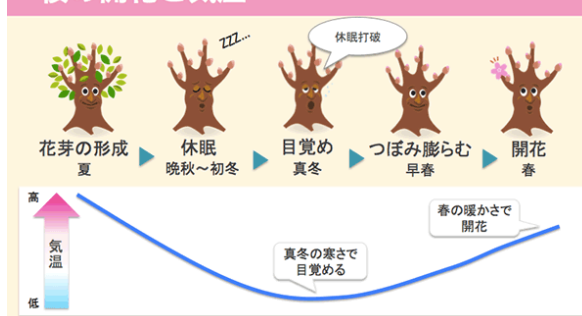 ZZZ...
休眠打破
花芽の形成
夏
休眠
晩秋〜初冬
目覚め
真冬
つぼみ膨らむ
早春
開花
春
高
気温
低
真冬の寒さで
目覚める
春の暖かさで
開花